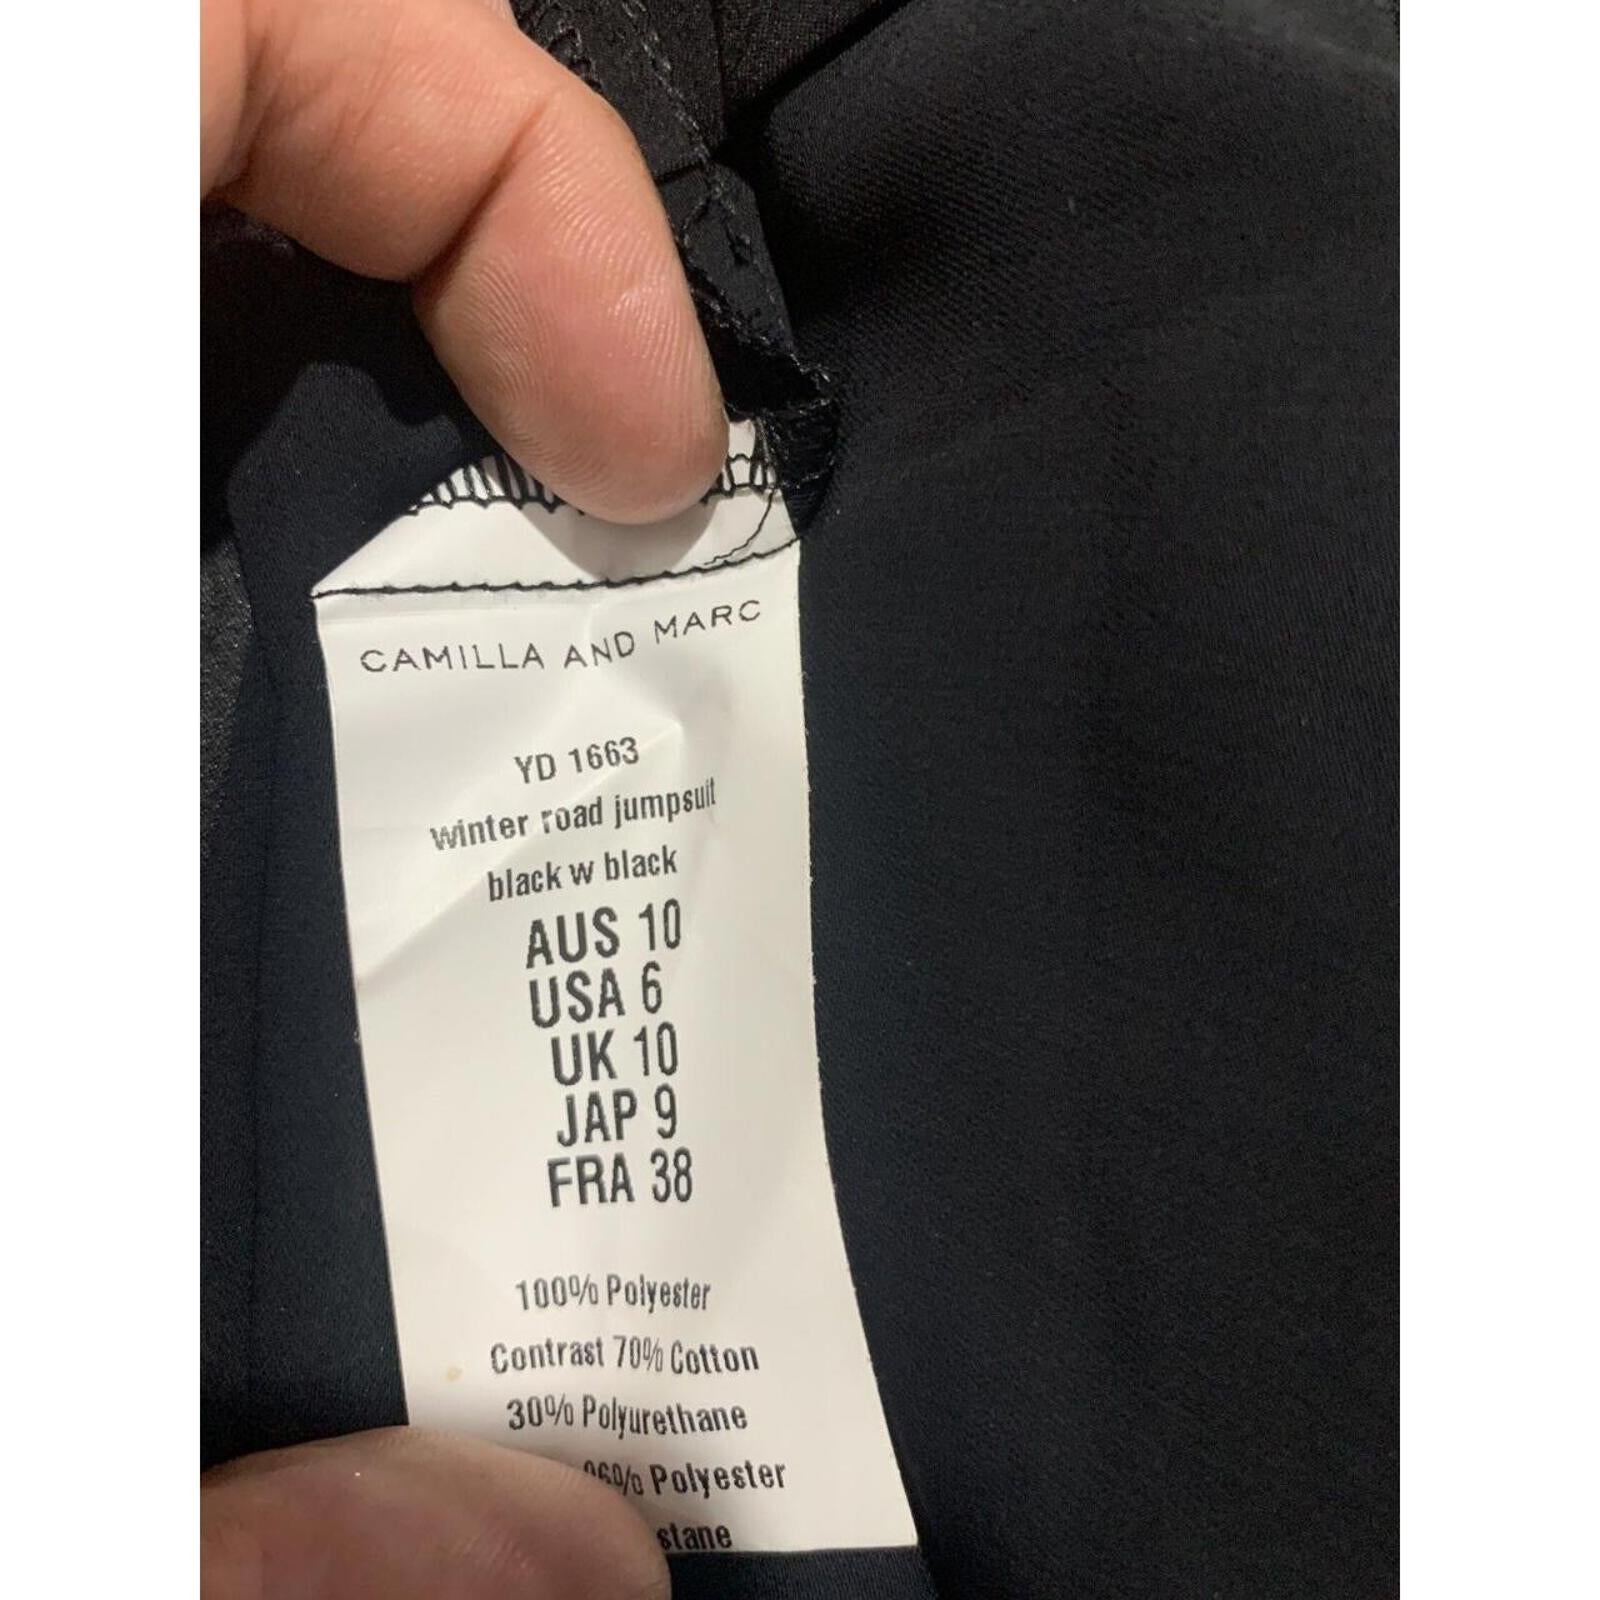 CAMILLA AND MARC
YD 1663
winter road jumpsuit
black w black
AUS 10
USA 6
UK 10
JAP 9
FRA 38
100% Polyester
Contrast 70% Cotton
30% Polyurethane
96% Polyester